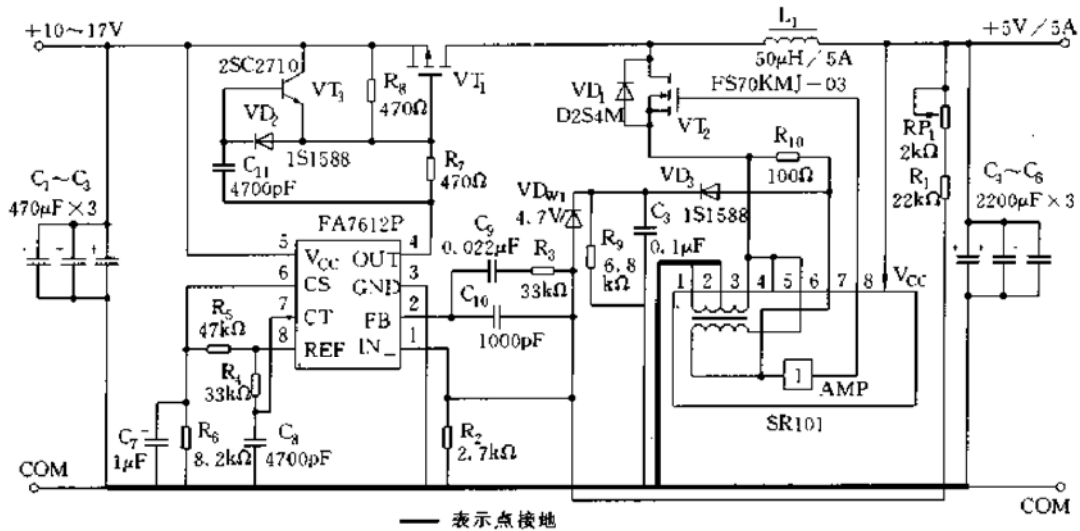 +10~17V
L₁
+5V/5A
50μH/5A
2SC2710
VT₃
R₈
470Ω
VT₁
FS70KMJ-03
VD₁
D2S4M
VT₂
RP₁
2kΩ
VD₂
1S1588
C₁₁
4700pF
R₇
470Ω
R₁₀
100Ω
R₁
22kΩ
C₁~C₃
470μF×3
VD_W1
4.7V
VD₃
1S1588
C₃
0.1μF
R₉
6.8
kΩ
C₄~C₆
2200μF×3
FA7612P
C₉
0.022μF
R₃
33kΩ
C₁₀
1000pF
5 V_CC OUT 4
6 CS GND 3
7 CT FB 2
8 REF IN_ 1
R₅
47kΩ
R₄
33kΩ
1 2 3 4 5 6 7 8 V_CC
1
AMP
SR101
C₇
1μF
R₆
8.2kΩ
C₈
4700pF
R₂
2.7kΩ
COM
COM
表示点接地